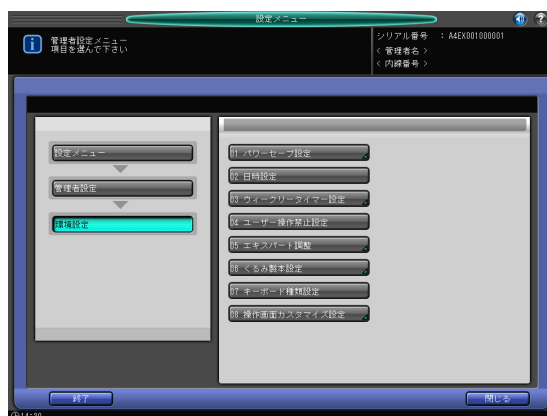 設定メニュー
管理者設定メニュー
項目を選んで下さい
シリアル番号 : A4EX001000001
< 管理者名 >
< 内線番号 >
設定メニュー
管理者設定
環境設定
01 パワーセーブ設定
02 日時設定
03 ウィークリータイマー設定
04 ユーザー操作禁止設定
05 エキスパート調整
06 くるみ製本設定
07 キーボード種類設定
08 操作画面カスタマイズ設定
終了
閉じる